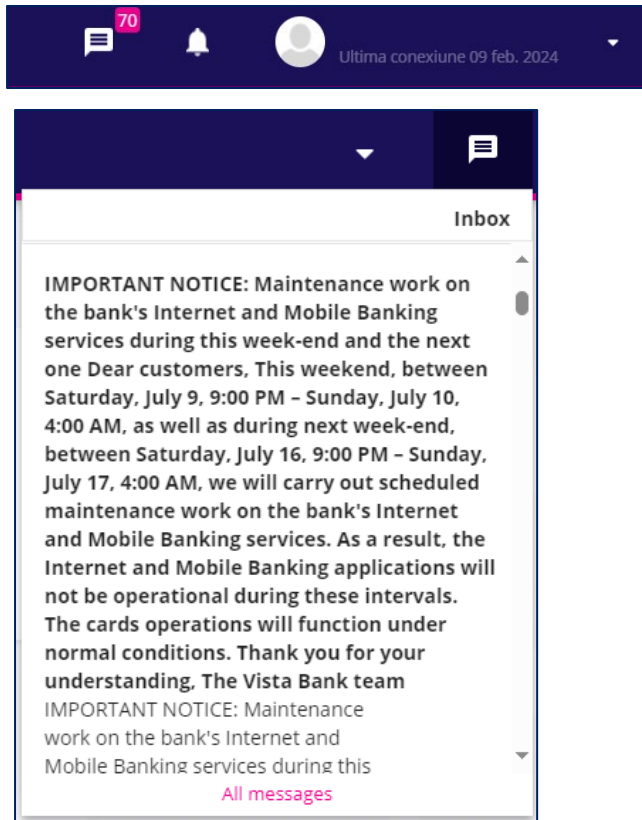 70
Ultima conexiune 09 feb. 2024
Inbox
IMPORTANT NOTICE: Maintenance work on
the bank's Internet and Mobile Banking
services during this week-end and the next
one Dear customers, This weekend, between
Saturday, July 9, 9:00 PM – Sunday, July 10,
4:00 AM, as well as during next week-end,
between Saturday, July 16, 9:00 PM – Sunday,
July 17, 4:00 AM, we will carry out scheduled
maintenance work on the bank's Internet
and Mobile Banking services. As a result, the
Internet and Mobile Banking applications will
not be operational during these intervals.
The cards operations will function under
normal conditions. Thank you for your
understanding, The Vista Bank team
IMPORTANT NOTICE: Maintenance
work on the bank's Internet and
Mobile Banking services during this
All messages